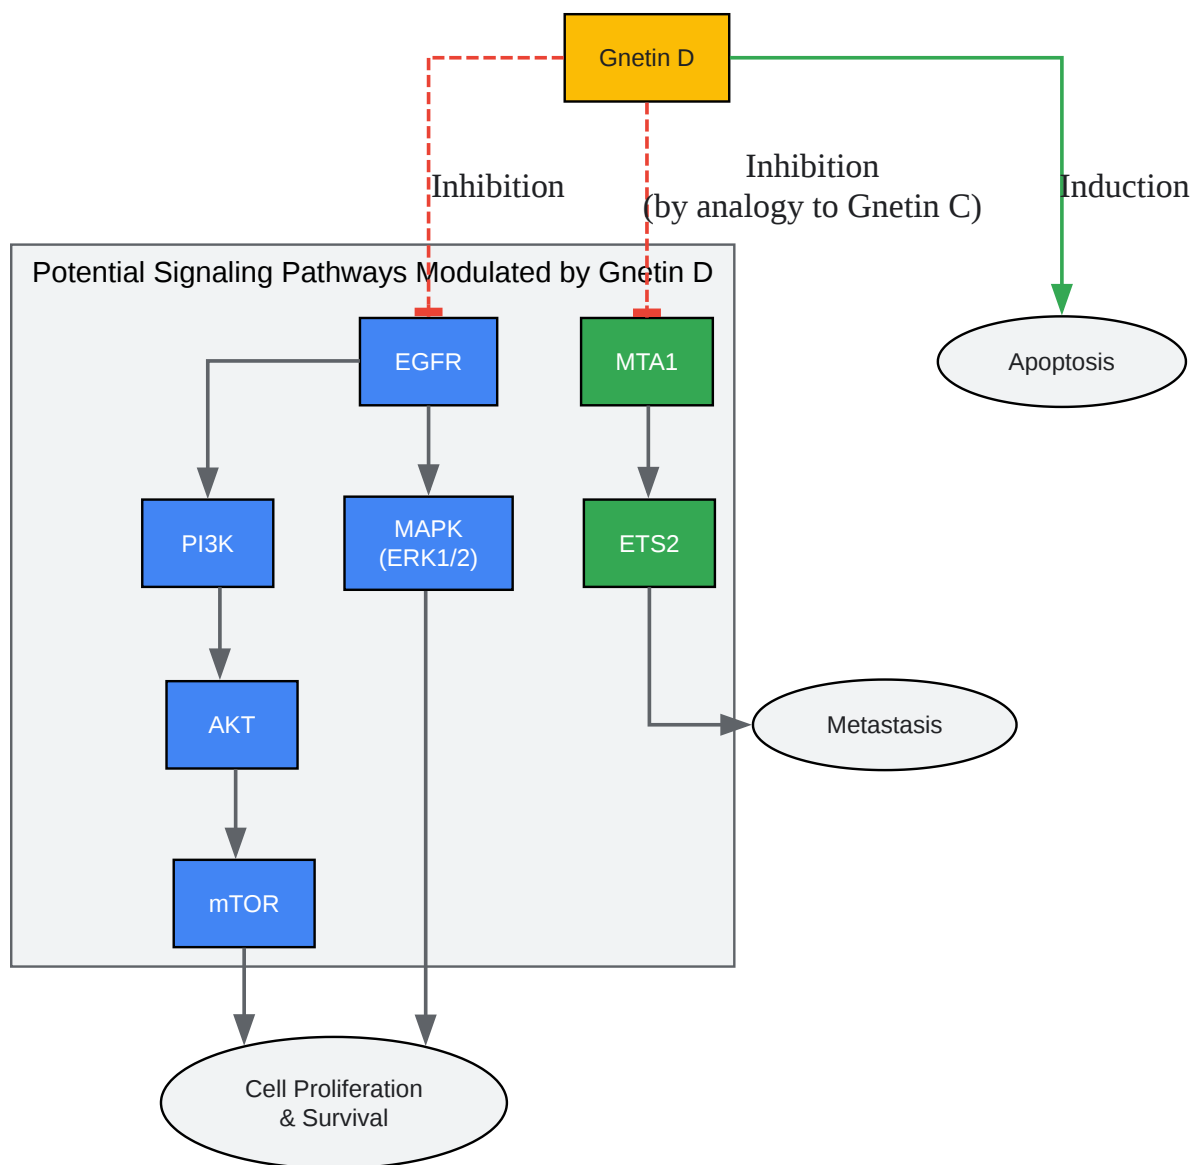 Gnetin D
Inhibition
Inhibition
(by analogy to Gnetin C)
Induction
Potential Signaling Pathways Modulated by Gnetin D
EGFR
MTA1
Apoptosis
PI3K
MAPK
(ERK1/2)
ETS2
AKT
Metastasis
mTOR
Cell Proliferation
& Survival